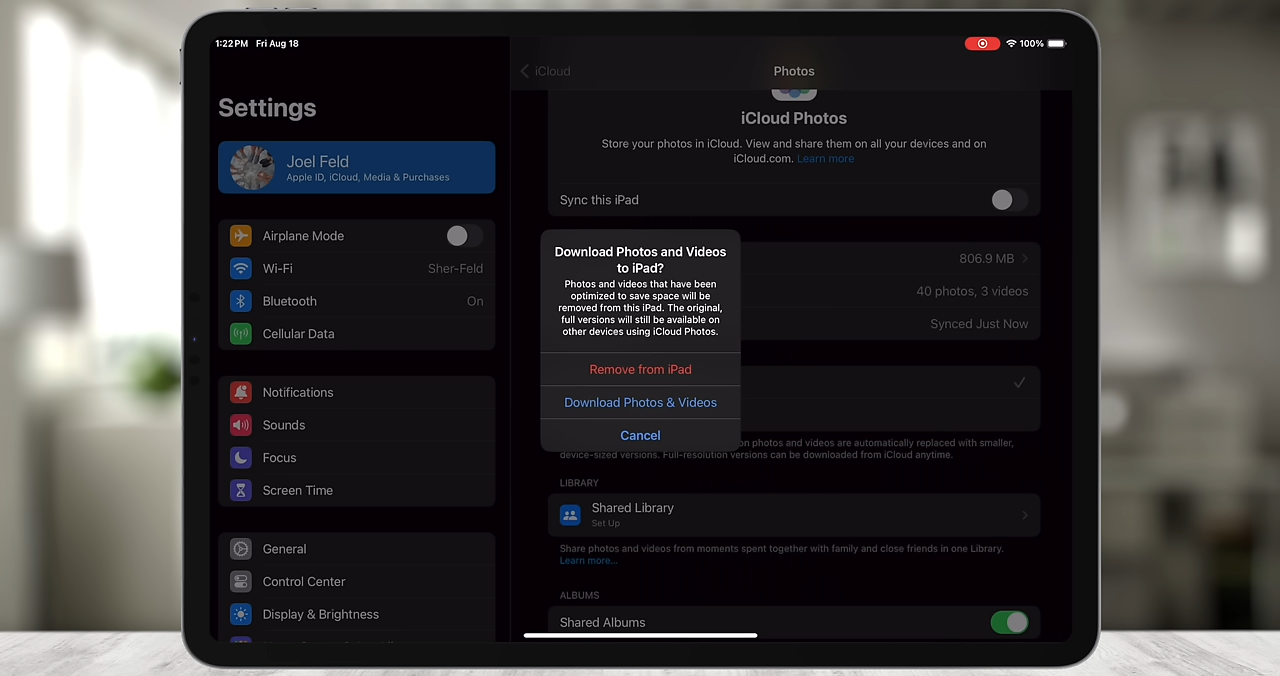 1:22 PM Fri Aug 18
100%
Settings
Joel Feld
Apple ID, iCloud, Media & Purchases
Airplane Mode
Wi-Fi
Sher-Feld
Bluetooth
On
Cellular Data
Notifications
Sounds
Focus
Screen Time
General
Control Center
Display & Brightness
iCloud
Photos
iCloud Photos
Store your photos in iCloud. View and share them on all your devices and on
iCloud.com. Learn more
Sync this iPad
806.9 MB
40 photos, 3 videos
Synced Just Now
Download Photos and Videos
to iPad?
Photos and videos that have been
optimized to save space will be
removed from this iPad. The original,
full versions will still be available on
other devices using iCloud Photos.
Remove from iPad
Download Photos & Videos
Cancel
on photos and videos are automatically replaced with smaller,
device-sized versions. Full-resolution versions can be downloaded from iCloud anytime.
LIBRARY
Shared Library
Set Up
Share photos and videos from moments spent together with family and close friends in one Library.
Learn more...
ALBUMS
Shared Albums